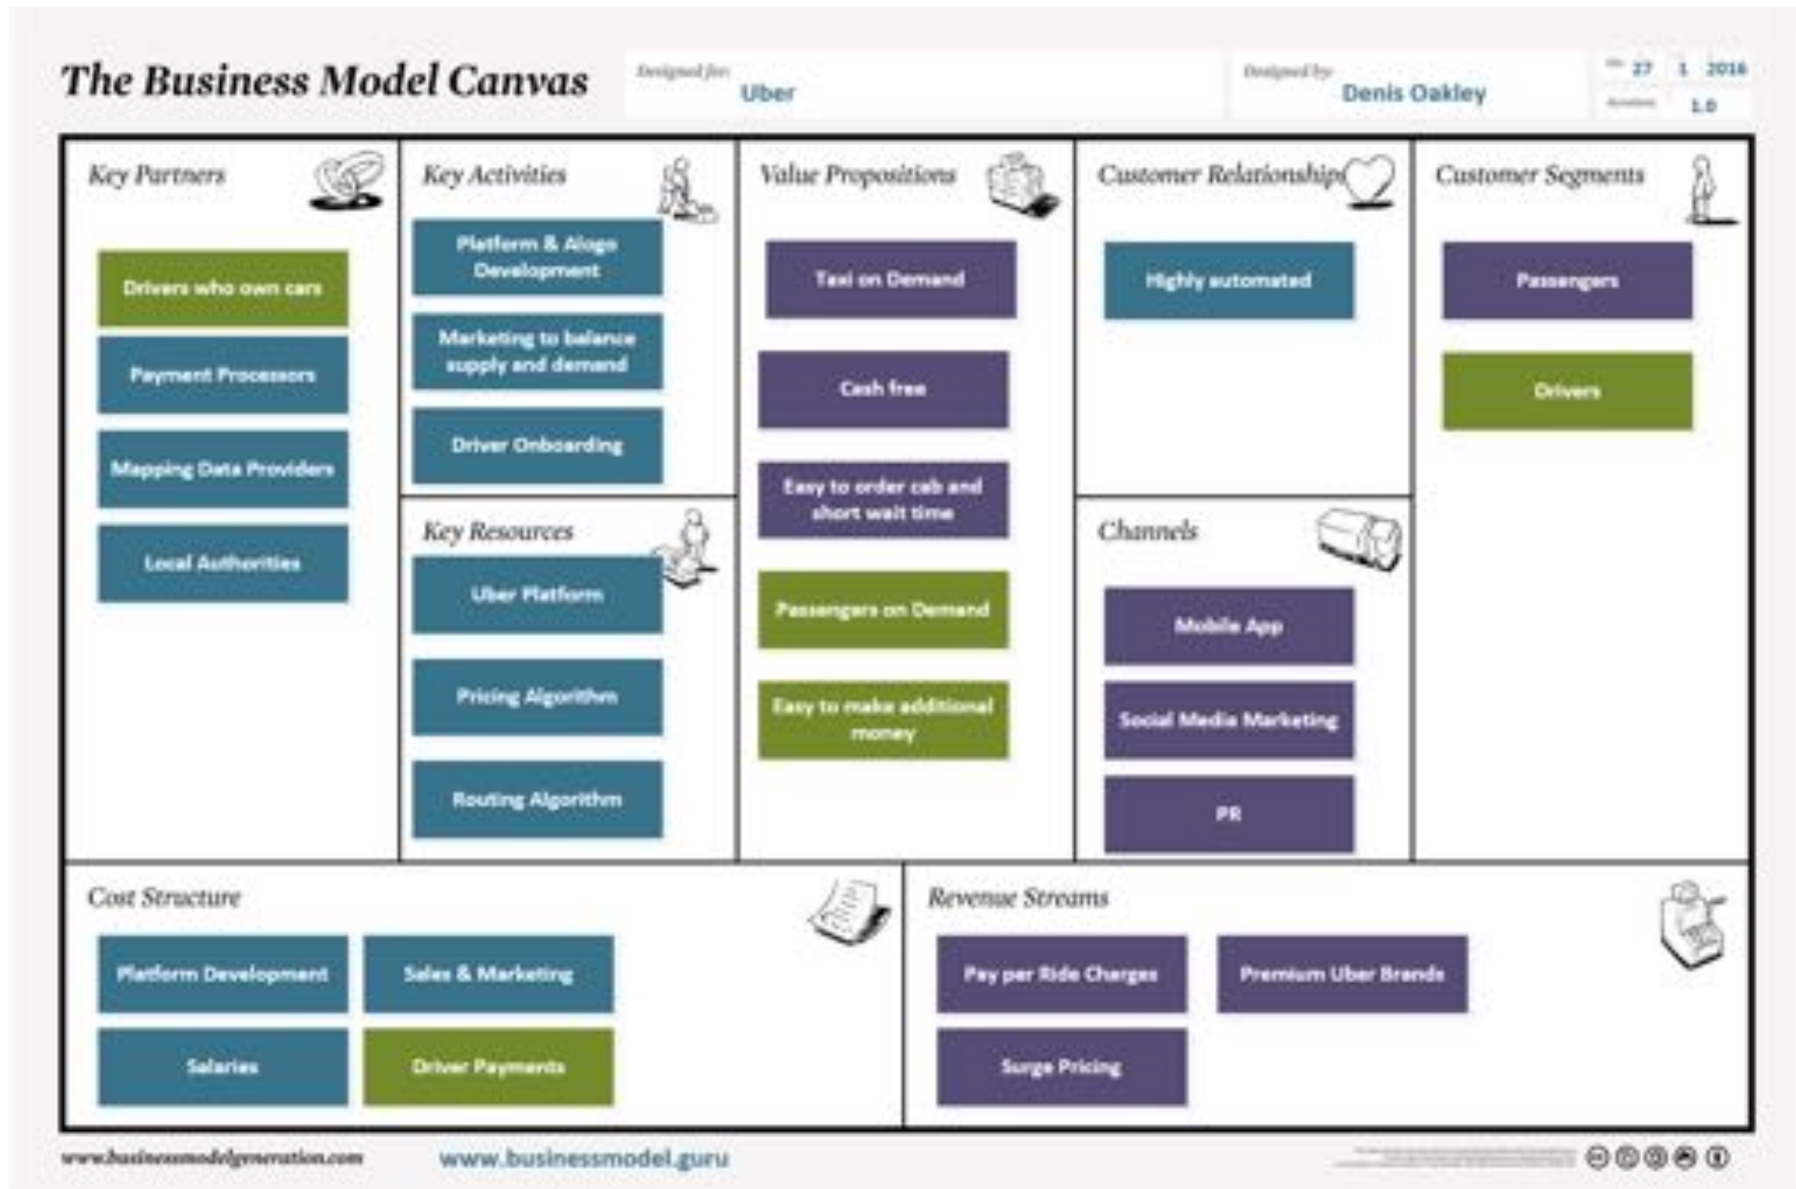 The Business Model Canvas
Designed for:
Uber
Designed by:
Denis Oakley
27 1 2016
1.0
Key Partners
Drivers who own cars
Payment Processors
Mapping Data Providers
Local Authorities
Key Activities
Platform & Alogo
Development
Marketing to balance
supply and demand
Driver Onboarding
Key Resources
Uber Platform
Pricing Algorithm
Routing Algorithm
Value Propositions
Taxi on Demand
Cash free
Easy to order cab and
short wait time
Passengers on Demand
Easy to make additional
money
Customer Relationships
Highly automated
Channels
Mobile App
Social Media Marketing
PR
Customer Segments
Passengers
Drivers
Cost Structure
Platform Development
Sales & Marketing
Salaries
Driver Payments
Revenue Streams
Pay per Ride Charges
Premium Uber Brands
Surge Pricing
www.businessmodelgeneration.com
www.businessmodel.guru